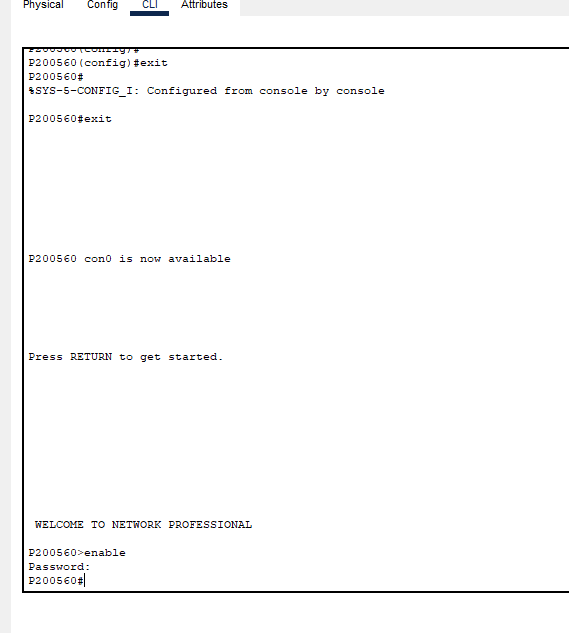 Physical Config CLI Attributes
P200560(config)#
P200560(config)#exit
P200560#
%SYS-5-CONFIG_I: Configured from console by console
P200560#exit
P200560 con0 is now available
Press RETURN to get started.
WELCOME TO NETWORK PROFESSIONAL
P200560>enable
Password:
P200560#